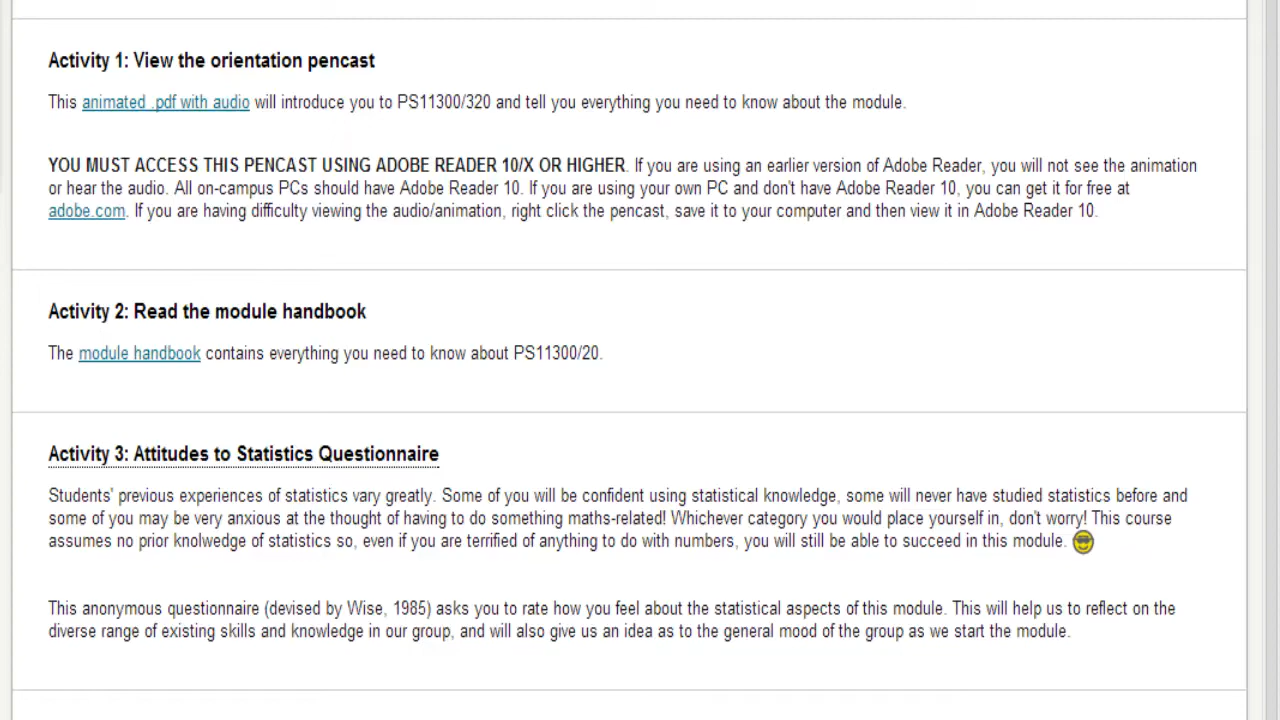 Activity 1: View the orientation pencast
This animated .pdf with audio will introduce you to PS11300/320 and tell you everything you need to know about the module.
YOU MUST ACCESS THIS PENCAST USING ADOBE READER 10/X OR HIGHER. If you are using an earlier version of Adobe Reader, you will not see the animation
or hear the audio. All on-campus PCs should have Adobe Reader 10. If you are using your own PC and don't have Adobe Reader 10, you can get it for free at
adobe.com. If you are having difficulty viewing the audio/animation, right click the pencast, save it to your computer and then view it in Adobe Reader 10.
Activity 2: Read the module handbook
The module handbook contains everything you need to know about PS11300/20.
Activity 3: Attitudes to Statistics Questionnaire
Students' previous experiences of statistics vary greatly. Some of you will be confident using statistical knowledge, some will never have studied statistics before and
some of you may be very anxious at the thought of having to do something maths-related! Whichever category you would place yourself in, don't worry! This course
assumes no prior knolwedge of statistics so, even if you are terrified of anything to do with numbers, you will still be able to succeed in this module.
This anonymous questionnaire (devised by Wise, 1985) asks you to rate how you feel about the statistical aspects of this module. This will help us to reflect on the
diverse range of existing skills and knowledge in our group, and will also give us an idea as to the general mood of the group as we start the module.